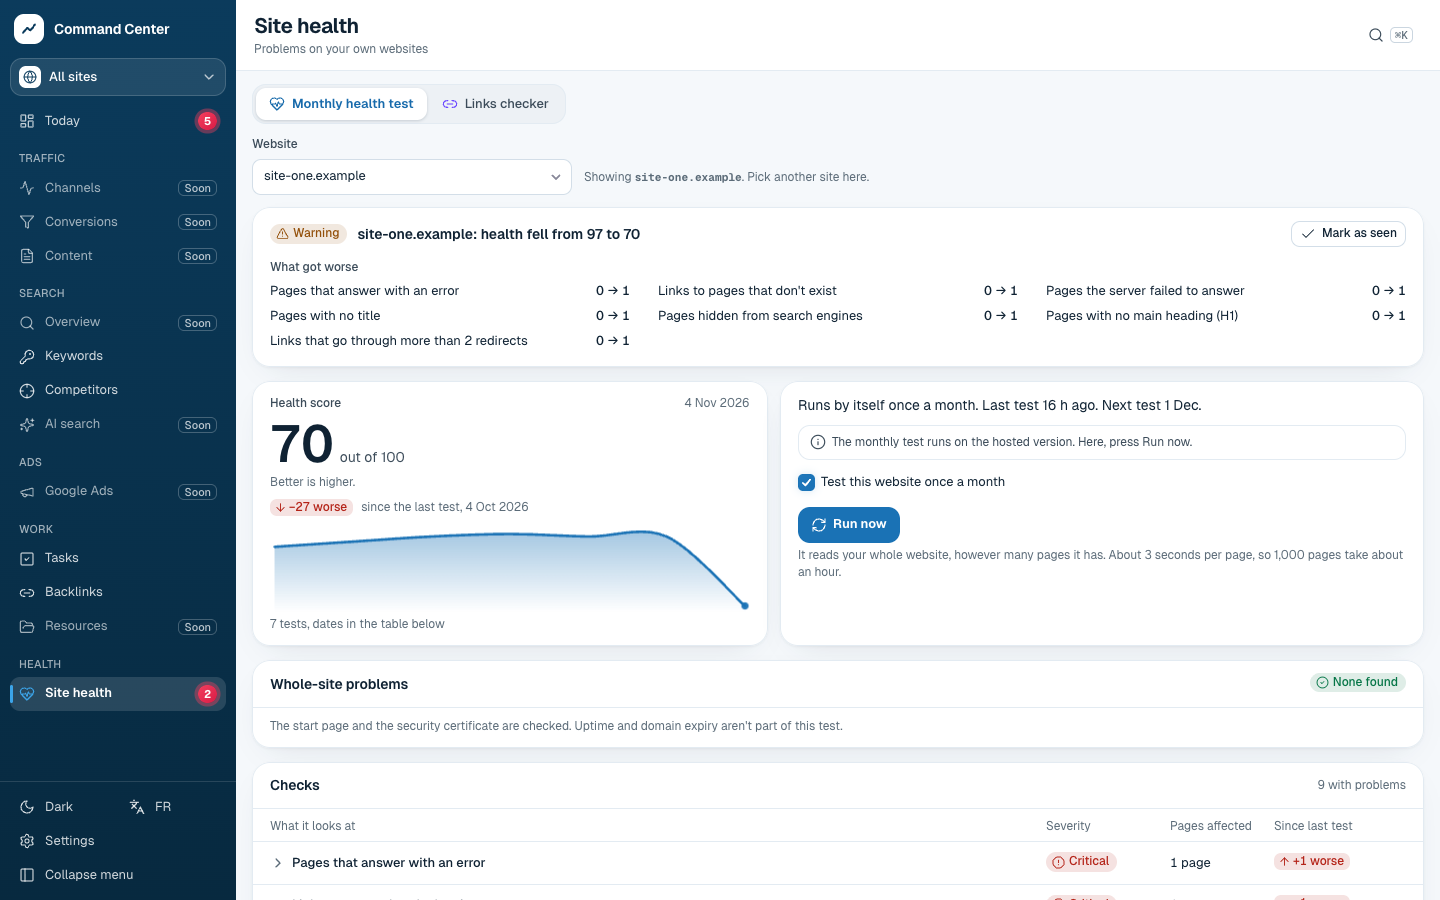 Command Center
All sites
Today 5
TRAFFIC
Channels Soon
Conversions Soon
Content Soon
SEARCH
Overview Soon
Keywords
Competitors
AI search Soon
ADS
Google Ads Soon
WORK
Tasks
Backlinks
Resources Soon
HEALTH
Site health 2
Dark FR
Settings
Collapse menu
Site health
Problems on your own websites
⌘K
Monthly health test Links checker
Website
site-one.example
Showing site-one.example. Pick another site here.
Warning site-one.example: health fell from 97 to 70
Mark as seen
What got worse
Pages that answer with an error 0 → 1
Links to pages that don't exist 0 → 1
Pages the server failed to answer 0 → 1
Pages with no title 0 → 1
Pages hidden from search engines 0 → 1
Pages with no main heading (H1) 0 → 1
Links that go through more than 2 redirects 0 → 1
Health score 4 Nov 2026
70 out of 100
Better is higher.
↓ −27 worse since the last test, 4 Oct 2026
7 tests, dates in the table below
Runs by itself once a month. Last test 16 h ago. Next test 1 Dec.
The monthly test runs on the hosted version. Here, press Run now.
Test this website once a month
Run now
It reads your whole website, however many pages it has. About 3 seconds per page, so 1,000 pages take about
an hour.
Whole-site problems None found
The start page and the security certificate are checked. Uptime and domain expiry aren't part of this test.
Checks 9 with problems
What it looks at Severity Pages affected Since last test
Pages that answer with an error Critical 1 page ↑ +1 worse